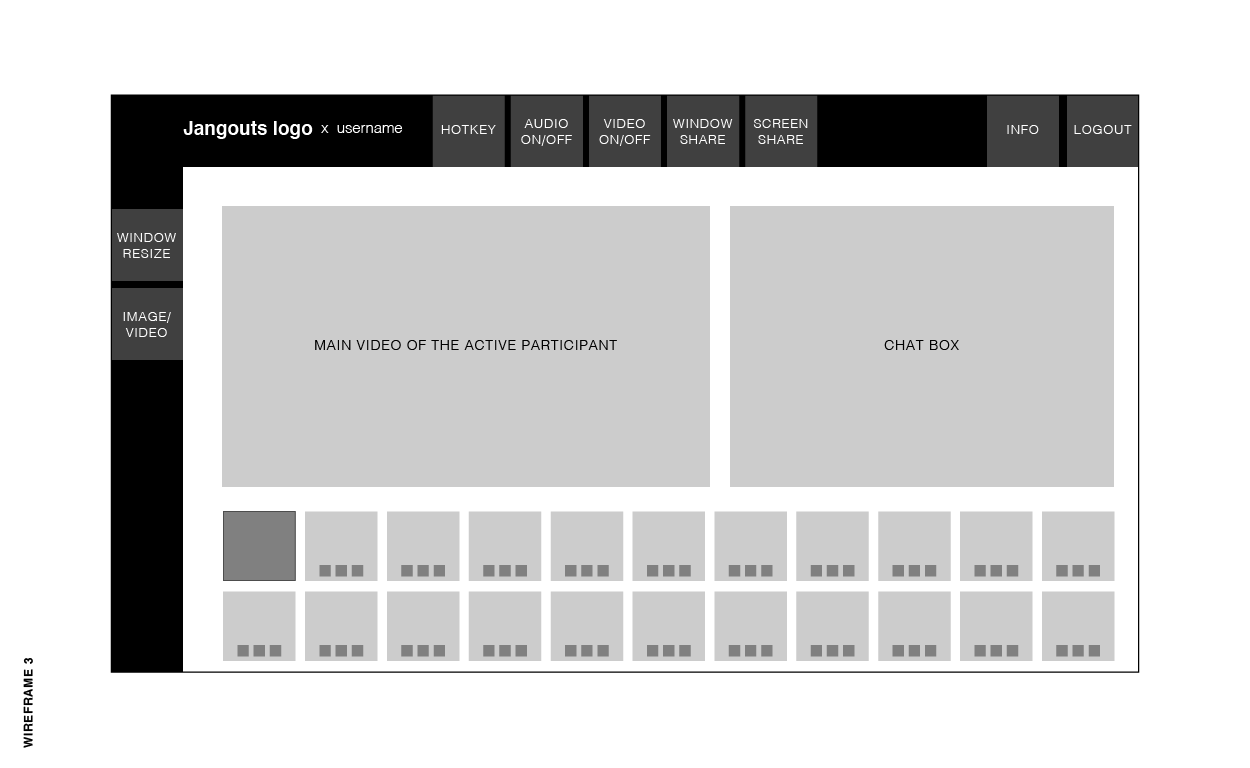 Jangouts logo x username
HOTKEY
AUDIO
ON/OFF
VIDEO
ON/OFF
WINDOW
SHARE
SCREEN
SHARE
INFO
LOGOUT
WINDOW
RESIZE
IMAGE/
VIDEO
MAIN VIDEO OF THE ACTIVE PARTICIPANT
CHAT BOX
WIREFRAME 3